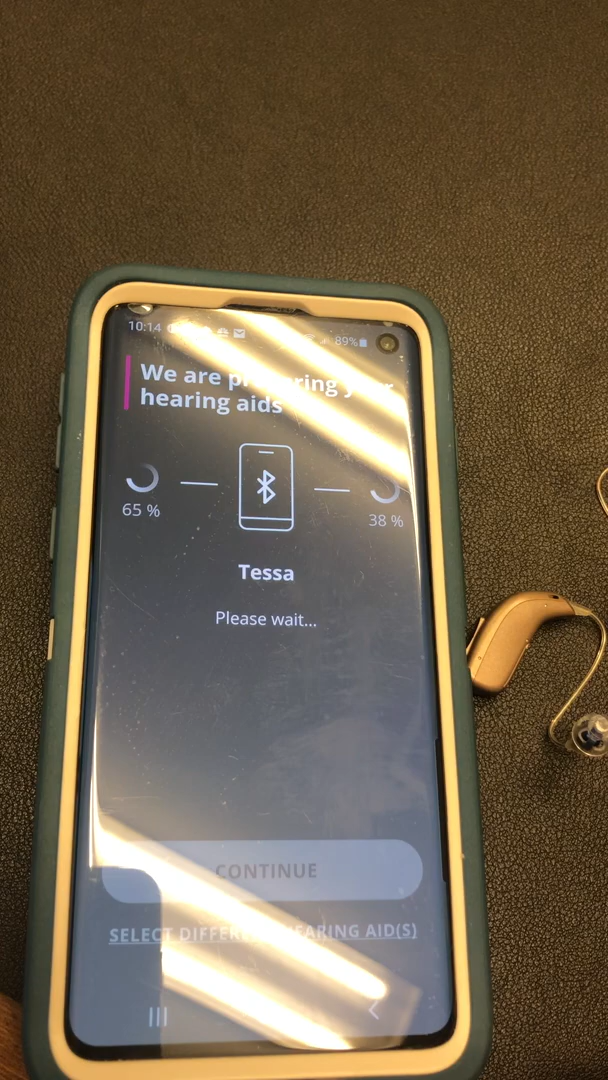 10:14
89%
We are preparing your
hearing aids
65 %
38 %
Tessa
Please wait...
CONTINUE
SELECT DIFFERENT HEARING AID(S)